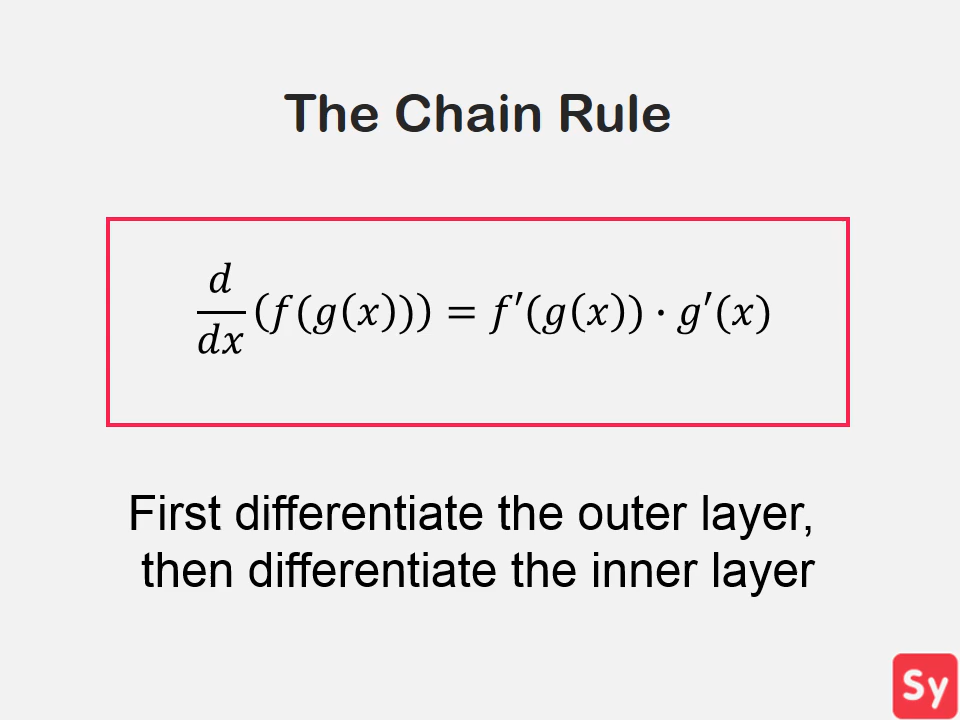 The Chain Rule
d/dx (f(g(x))) = f′(g(x)) · g′(x)
First differentiate the outer layer,
then differentiate the inner layer
Sy